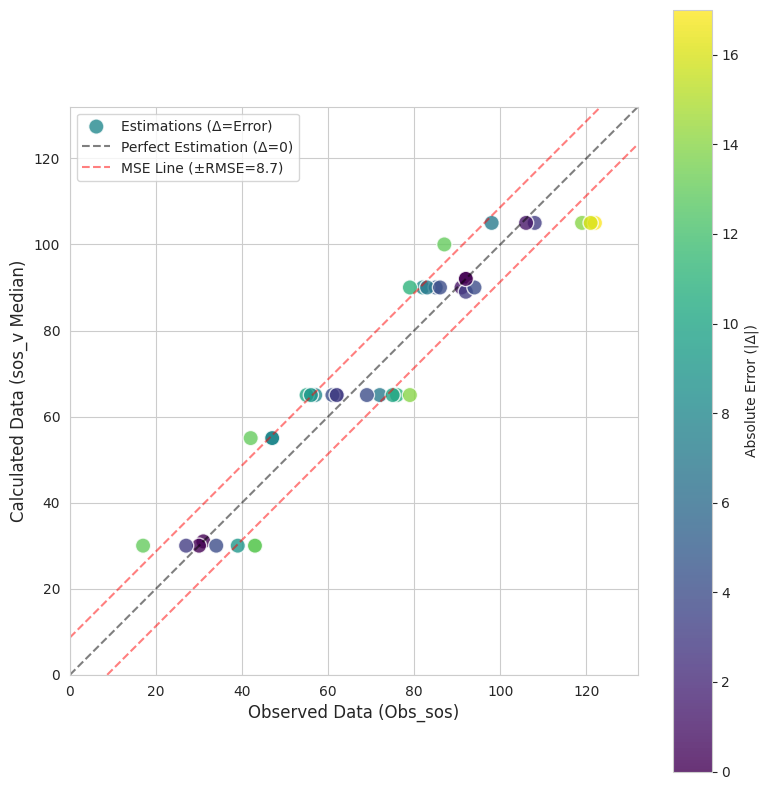 Estimations (Δ=Error)
Perfect Estimation (Δ=0)
MSE Line (±RMSE=8.7)
Calculated Data (sos_v Median)
120
100
80
60
40
20
0
0 20 40 60 80 100 120
Observed Data (Obs_sos)
16
14
12
10
8
6
4
2
0
Absolute Error (|Δ|)